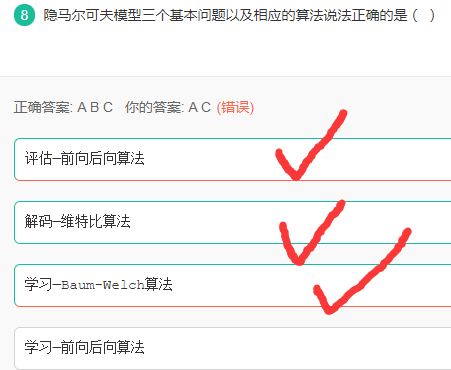 8 隐马尔可夫模型三个基本问题以及相应的算法说法正确的是（ ）
正确答案: A B C 你的答案: A C (错误)
评估—前向后向算法
解码—维特比算法
学习—Baum-Welch算法
学习—前向后向算法